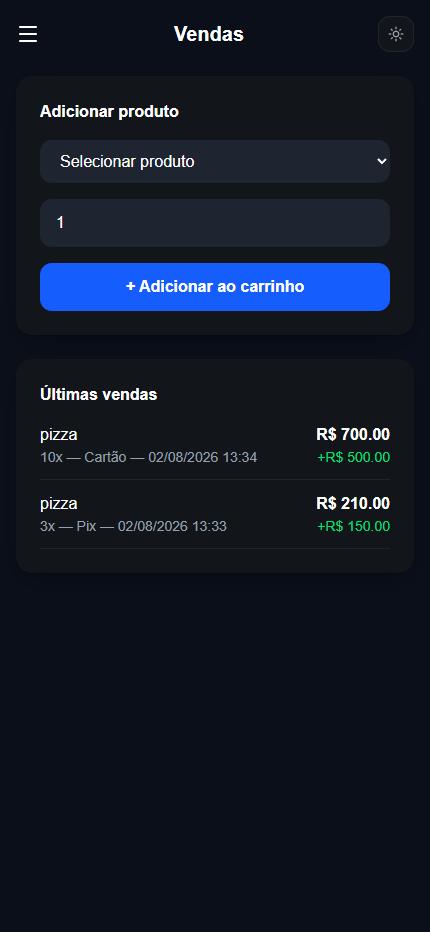 Vendas
Adicionar produto
Selecionar produto
1
+ Adicionar ao carrinho
Últimas vendas
pizza R$ 700.00
10x — Cartão — 02/08/2026 13:34 +R$ 500.00
pizza R$ 210.00
3x — Pix — 02/08/2026 13:33 +R$ 150.00